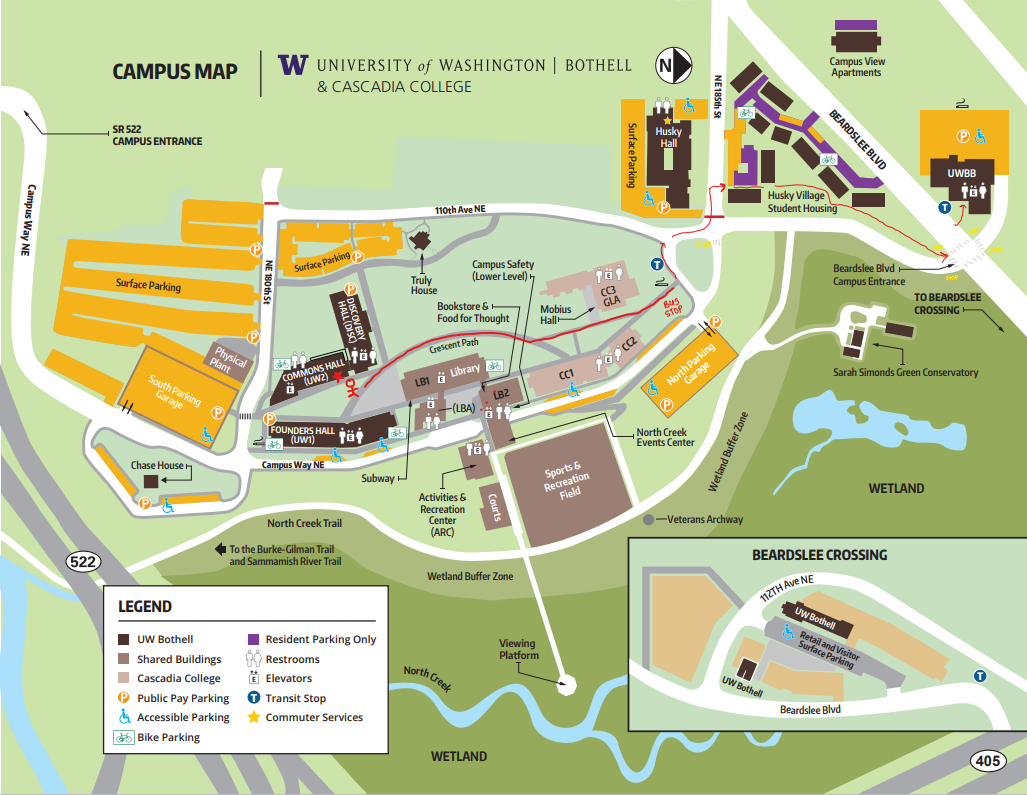 CAMPUS MAP
W UNIVERSITY of WASHINGTON | BOTHELL
& CASCADIA COLLEGE
N
Campus View
Apartments
SR 522
CAMPUS ENTRANCE
Campus Way NE
NE 185th St
BEARDSLEE BLVD
Surface Parking
Husky
Hall
P
P
UWBB
E
T
Husky Village
Student Housing
110th Ave NE
P
NE 180th St
Surface Parking
P
Surface Parking
Truly
House
Campus Safety
(Lower Level)
T
E
CC3
GLA
Mobius
Hall
BUS
STOP
Beardslee Blvd
Campus Entrance
TO BEARDSLEE
CROSSING
Bookstore &
Food for Thought
P
DISCOVERY
HALL (DISC)
E
P
Physical
Plant
Crescent Path
CC2
E
P
North Parking
Garage
P
Sarah Simonds Green Conservatory
COMMONS HALL
(UW2)
E
OK
LB1
Library
E
CC1
South Parking
Garage
P
LB2
E
(LBA)
E
P
FOUNDERS HALL
(UW1)
E
North Creek
Events Center
Wetland Buffer Zone
Campus Way NE
Chase House
Subway
E
Sports &
Recreation
Field
WETLAND
P
Activities &
Recreation
Center
(ARC)
Courts
North Creek Trail
Veterans Archway
To the Burke-Gilman Trail
and Sammamish River Trail
522
Wetland Buffer Zone
BEARDSLEE CROSSING
112TH Ave NE
UW Bothell
Retail and Visitor
Surface Parking
UW Bothell
T
Beardslee Blvd
LEGEND
UW Bothell
Resident Parking Only
Shared Buildings
Restrooms
Cascadia College
E
Elevators
P
Public Pay Parking
T
Transit Stop
Accessible Parking
Commuter Services
Bike Parking
Viewing
Platform
North Creek
WETLAND
405